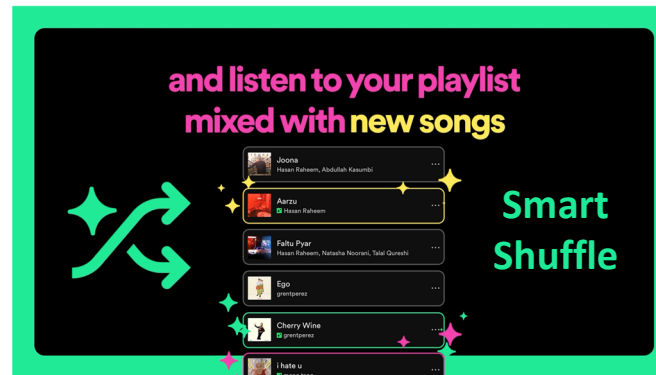 and listen to your playlist
mixed with new songs
Joona
Hasan Raheem, Abdullah Kasumbi
Aarzu
Hasan Raheem
Faltu Pyar
Hasan Raheem, Natasha Noorani, Talal Qureshi
Ego
grentperez
Cherry Wine
grentperez
i hate u
Smart
Shuffle